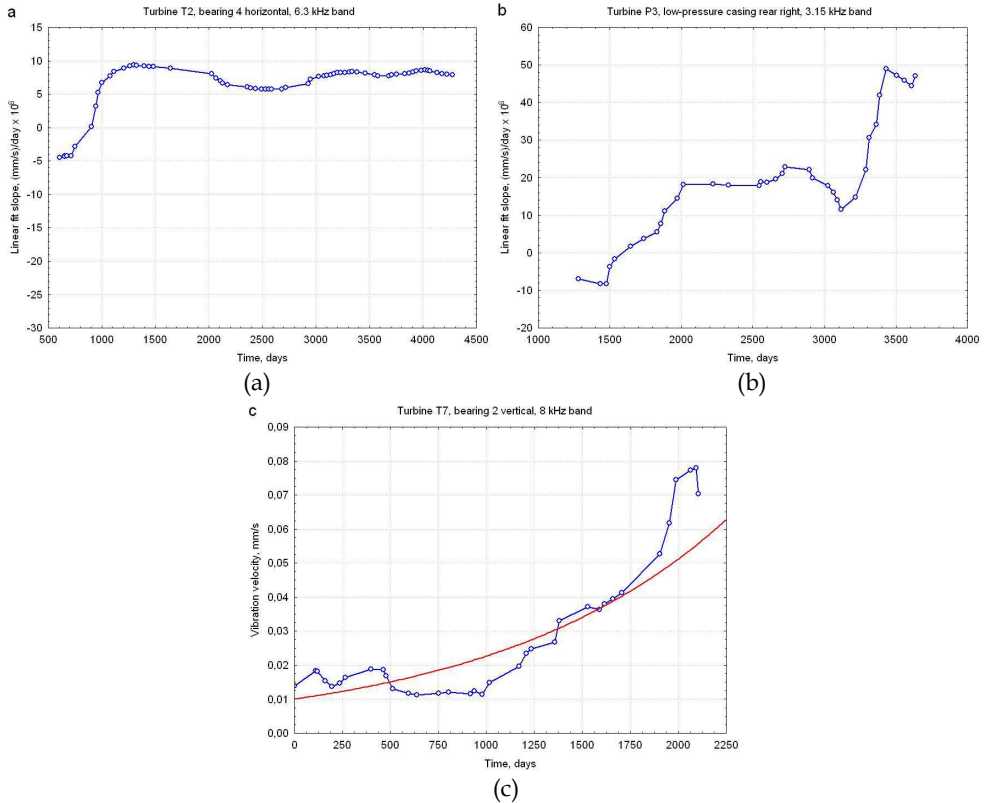 a
Turbine T2, bearing 4 horizontal, 6.3 kHz band
Linear fit slope, (mm/s)/day x 10⁶
15
10
5
0
-5
-10
-15
-20
-25
-30
500 1000 1500 2000 2500 3000 3500 4000 4500
Time, days
(a)
b
Turbine P3, low-pressure casing rear right, 3.15 kHz band
Linear fit slope, (mm/s)/day x 10⁶
60
50
40
30
20
10
0
-10
-20
1000 1500 2000 2500 3000 3500 4000
Time, days
(b)
c
Turbine T7, bearing 2 vertical, 8 kHz band
Vibration velocity, mm/s
0,09
0,08
0,07
0,06
0,05
0,04
0,03
0,02
0,01
0,00
0 250 500 750 1000 1250 1500 1750 2000 2250
Time, days
(c)